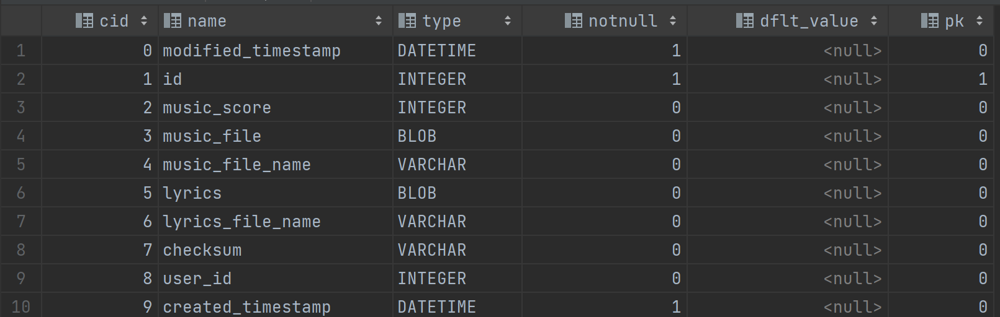 cid name type notnull dflt_value pk
1 0 modified_timestamp DATETIME 1 <null> 0
2 1 id INTEGER 1 <null> 1
3 2 music_score INTEGER 0 <null> 0
4 3 music_file BLOB 0 <null> 0
5 4 music_file_name VARCHAR 0 <null> 0
6 5 lyrics BLOB 0 <null> 0
7 6 lyrics_file_name VARCHAR 0 <null> 0
8 7 checksum VARCHAR 0 <null> 0
9 8 user_id INTEGER 0 <null> 0
10 9 created_timestamp DATETIME 1 <null> 0